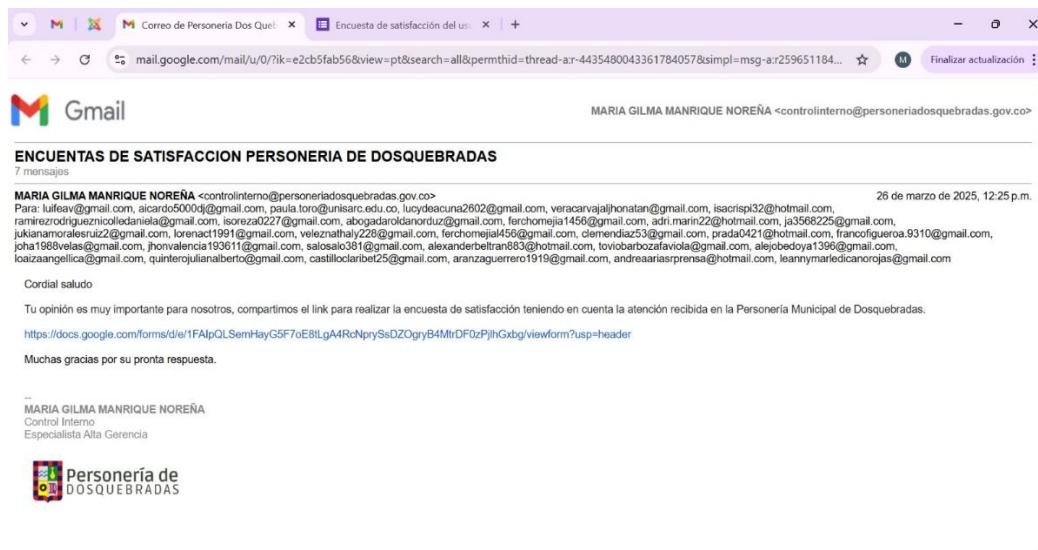 Correo de Personeria Dos Queb
Encuesta de satisfacción del us
mail.google.com/mail/u/0/?ik=e2cb5fab56&view=pt&search=all&permthid=thread-a:r-4435480043361784057&simpl=msg-a:r259651184...
M
Finalizar actualización
Gmail
MARIA GILMA MANRIQUE NOREÑA <controlinterno@personeriadosquebradas.gov.co>
ENCUENTAS DE SATISFACCION PERSONERIA DE DOSQUEBRADAS
7 mensajes
MARIA GILMA MANRIQUE NOREÑA <controlinterno@personeriadosquebradas.gov.co>
26 de marzo de 2025, 12:25 p.m.
Para: luifeav@gmail.com, aicardo5000dj@gmail.com, paula.toro@unisarc.edu.co, lucydeacuna2602@gmail.com, veracarvajaljhonatan@gmail.com, isacrispi32@hotmail.com,
ramirezrodrigueznicolledaniela@gmail.com, isoreza0227@gmail.com, abogadaroldanorduz@gmail.com, ferchomejia1456@gmail.com, adri.marin22@hotmail.com, ja3568225@gmail.com,
jukianamoralesruiz2@gmail.com, lorenact1991@gmail.com, veleznathaly228@gmail.com, ferchomejial456@gmail.com, clemendiaz53@gmail.com, prada0421@hotmail.com, francofigueroa.9310@gmail.com,
joha1988velas@gmail.com, jhonvalencia193611@gmail.com, salosalo381@gmail.com, alexanderbeltran883@hotmail.com, toviobarbozafaviola@gmail.com, alejobedoya1396@gmail.com,
loaizaangellica@gmail.com, quinterojulianalberto@gmail.com, castilloclaribet25@gmail.com, aranzaguerrero1919@gmail.com, andreaariasrprensa@hotmail.com, leannymarledicanorojas@gmail.com
Cordial saludo
Tu opinión es muy importante para nosotros, compartimos el link para realizar la encuesta de satisfacción teniendo en cuenta la atención recibida en la Personería Municipal de Dosquebradas.
https://docs.google.com/forms/d/e/1FAIpQLSemHayG5F7oE8tLgA4RcNprySsDZOgryB4MtrDF0zPjlhGxbg/viewform?usp=header
Muchas gracias por su pronta respuesta.
--
MARIA GILMA MANRIQUE NOREÑA
Control Interno
Especialista Alta Gerencia
Personería de
DOSQUEBRADAS